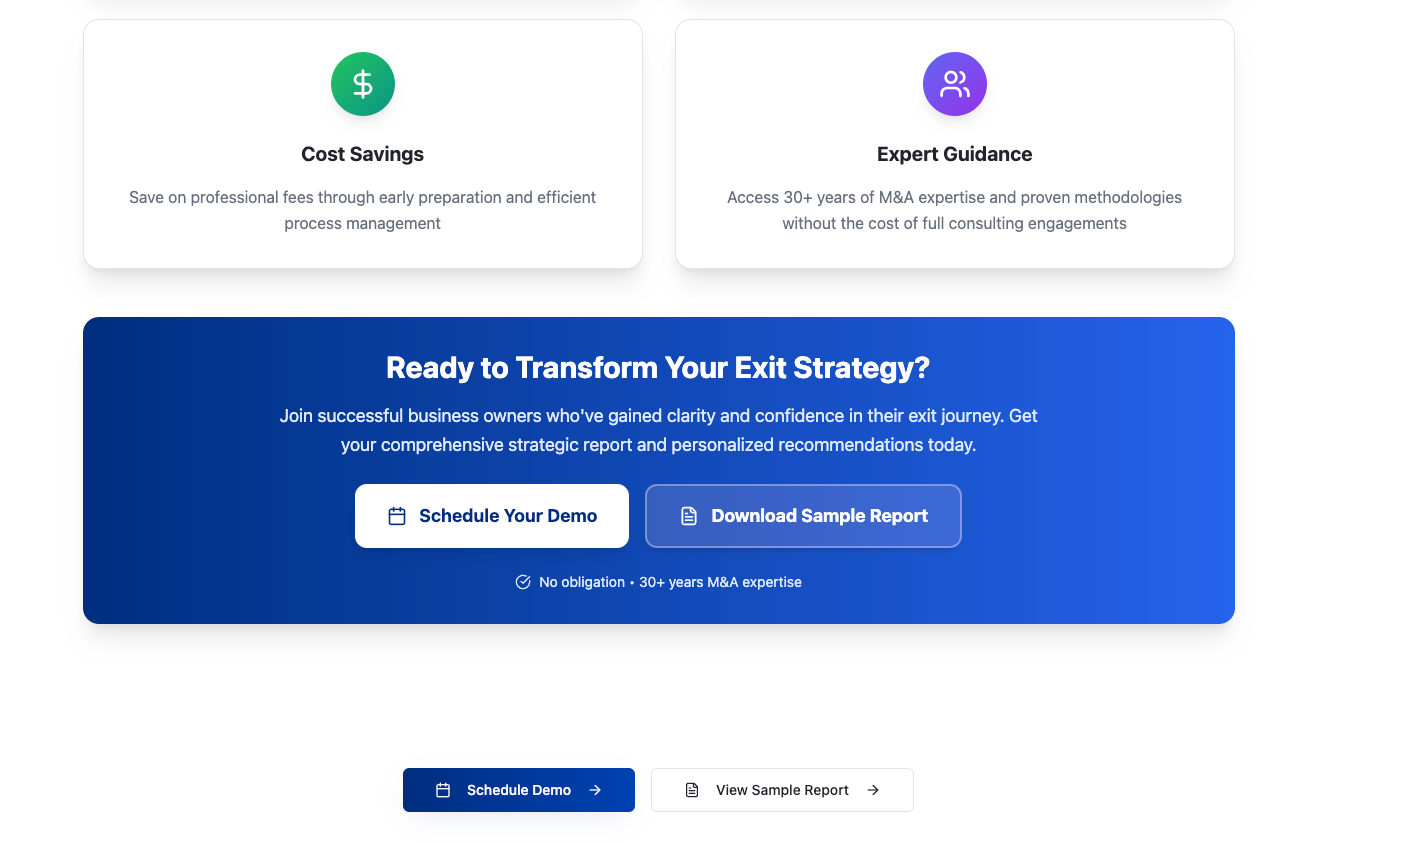 Cost Savings
Save on professional fees through early preparation and efficient
process management
Expert Guidance
Access 30+ years of M&A expertise and proven methodologies
without the cost of full consulting engagements
Ready to Transform Your Exit Strategy?
Join successful business owners who've gained clarity and confidence in their exit journey. Get
your comprehensive strategic report and personalized recommendations today.
Schedule Your Demo
Download Sample Report
No obligation • 30+ years M&A expertise
Schedule Demo
View Sample Report